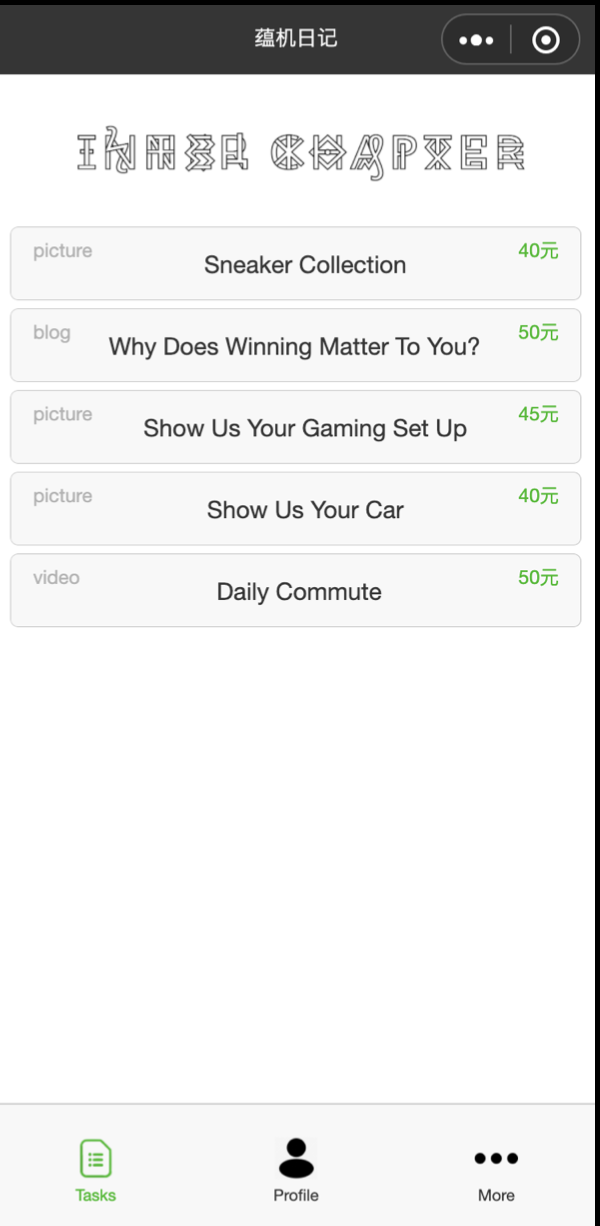 蕴机日记
INNER CHAPTER
picture
Sneaker Collection
40元
blog
Why Does Winning Matter To You?
50元
picture
Show Us Your Gaming Set Up
45元
picture
Show Us Your Car
40元
video
Daily Commute
50元
Tasks
Profile
More